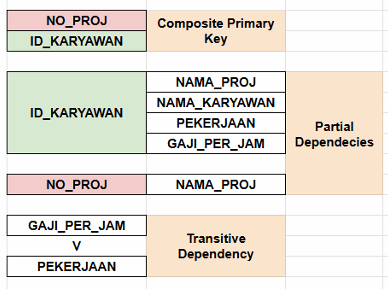 NO_PROJ
ID_KARYAWAN
Composite Primary
Key
ID_KARYAWAN
NAMA_PROJ
NAMA_KARYAWAN
PEKERJAAN
GAJI_PER_JAM
Partial
Dependecies
NO_PROJ
NAMA_PROJ
GAJI_PER_JAM
V
PEKERJAAN
Transitive
Dependency